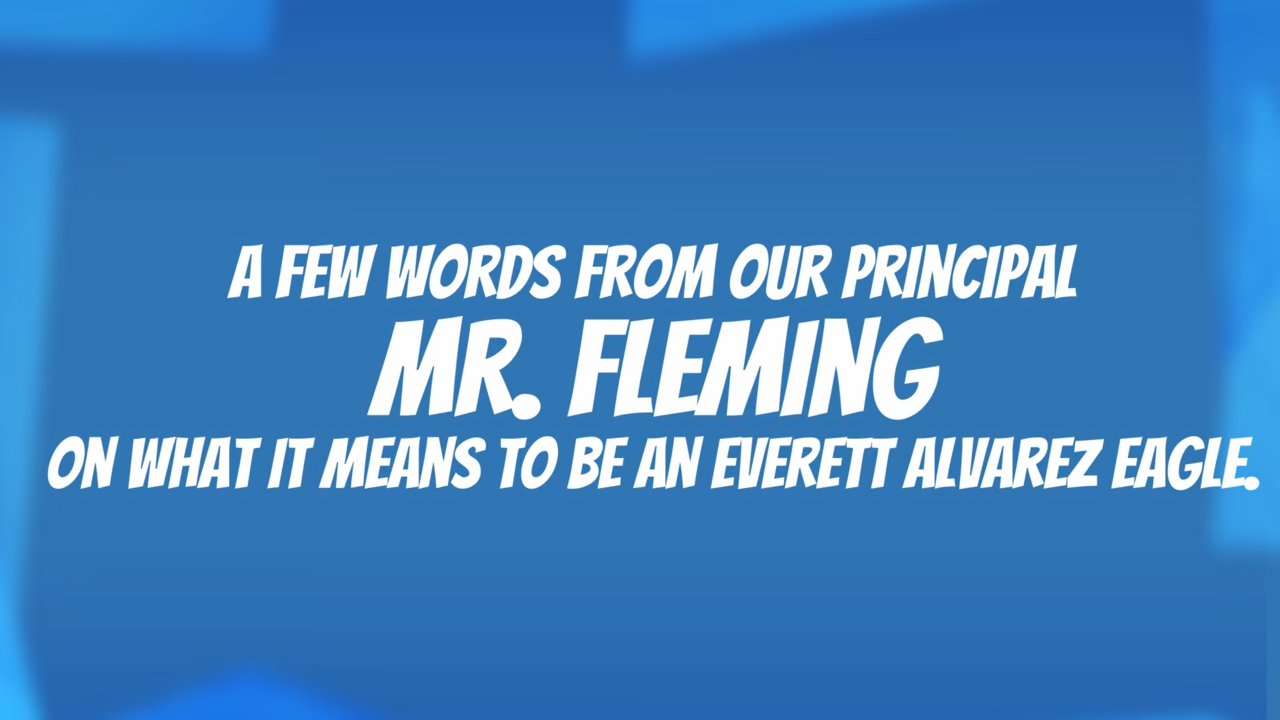 A FEW WORDS FROM OUR PRINCIPAL
MR. FLEMING
ON WHAT IT MEANS TO BE AN EVERETT ALVAREZ EAGLE.